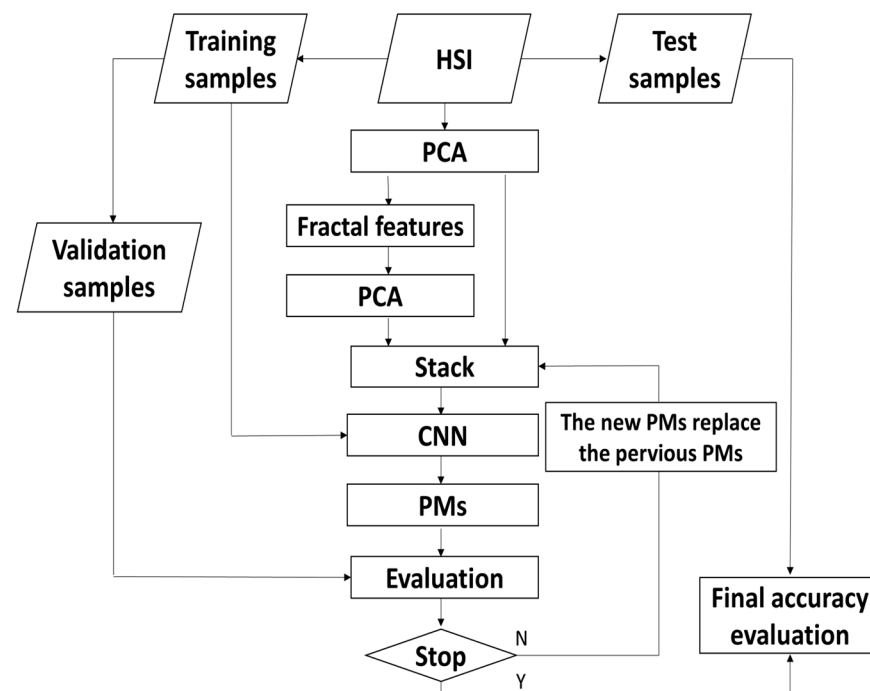 Training
samples
HSI
Test
samples
PCA
Fractal features
Validation
samples
PCA
Stack
The new PMs replace
the pervious PMs
CNN
PMs
Evaluation
Final accuracy
evaluation
Stop
N
Y